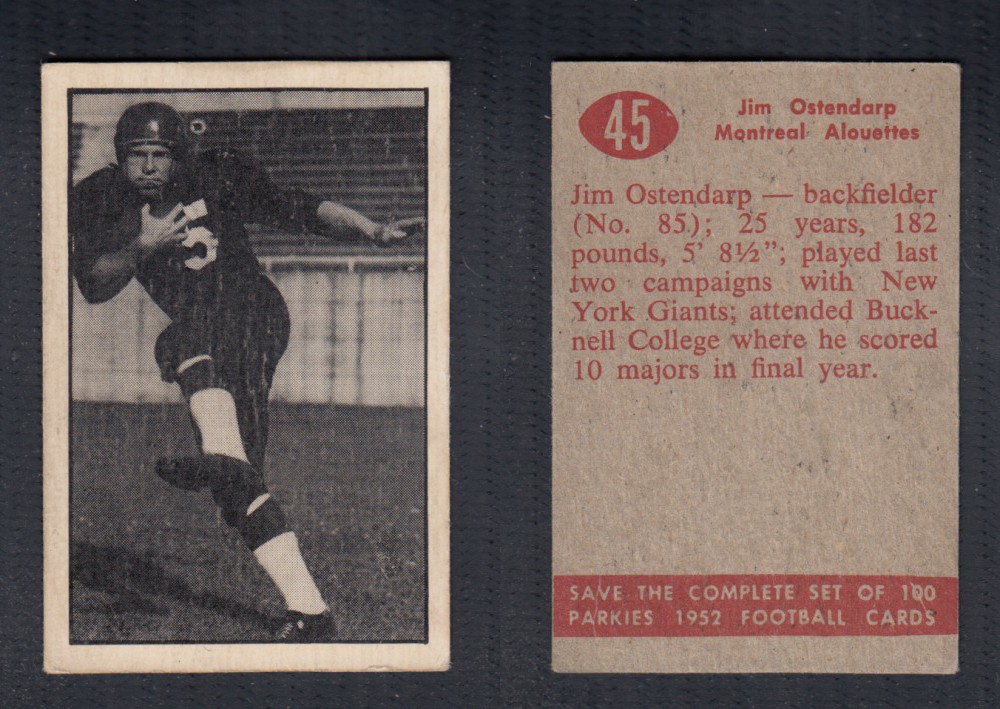 5
45
Jim Ostendarp
Montreal Alouettes
Jim Ostendarp — backfielder
(No. 85); 25 years, 182
pounds, 5’ 8½”; played last
two campaigns with New
York Giants; attended Buck-
nell College where he scored
10 majors in final year.
SAVE THE COMPLETE SET OF 100
PARKIES 1952 FOOTBALL CARDS